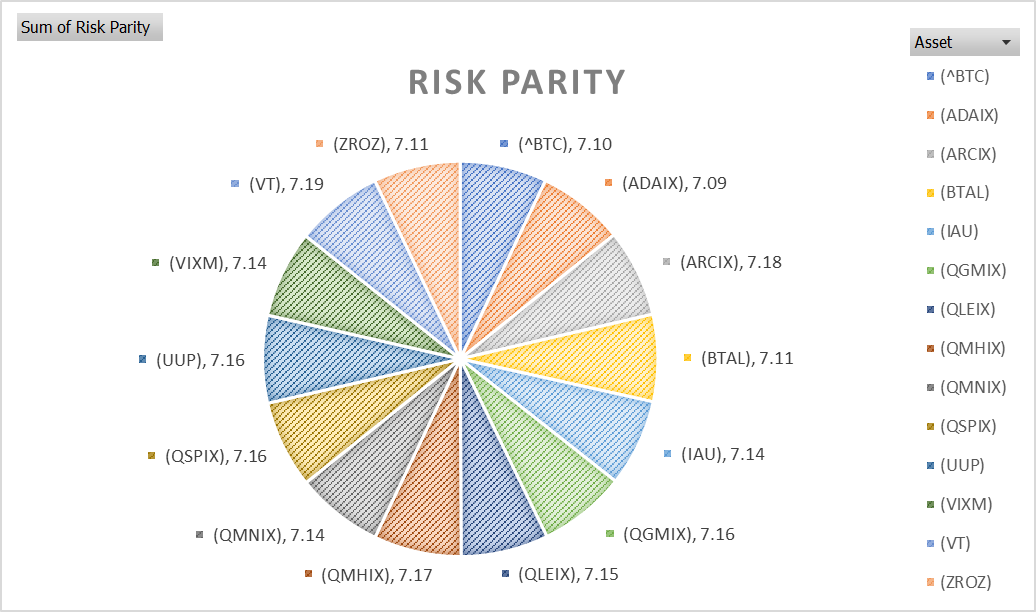 Sum of Risk Parity
Asset
RISK PARITY
(^BTC), 7.10
(ADAIX), 7.09
(ARCIX), 7.18
(BTAL), 7.11
(IAU), 7.14
(QGMIX), 7.16
(QLEIX), 7.15
(QMHIX), 7.17
(QMNIX), 7.14
(QSPIX), 7.16
(UUP), 7.16
(VIXM), 7.14
(VT), 7.19
(ZROZ), 7.11
(^BTC)
(ADAIX)
(ARCIX)
(BTAL)
(IAU)
(QGMIX)
(QLEIX)
(QMHIX)
(QMNIX)
(QSPIX)
(UUP)
(VIXM)
(VT)
(ZROZ)